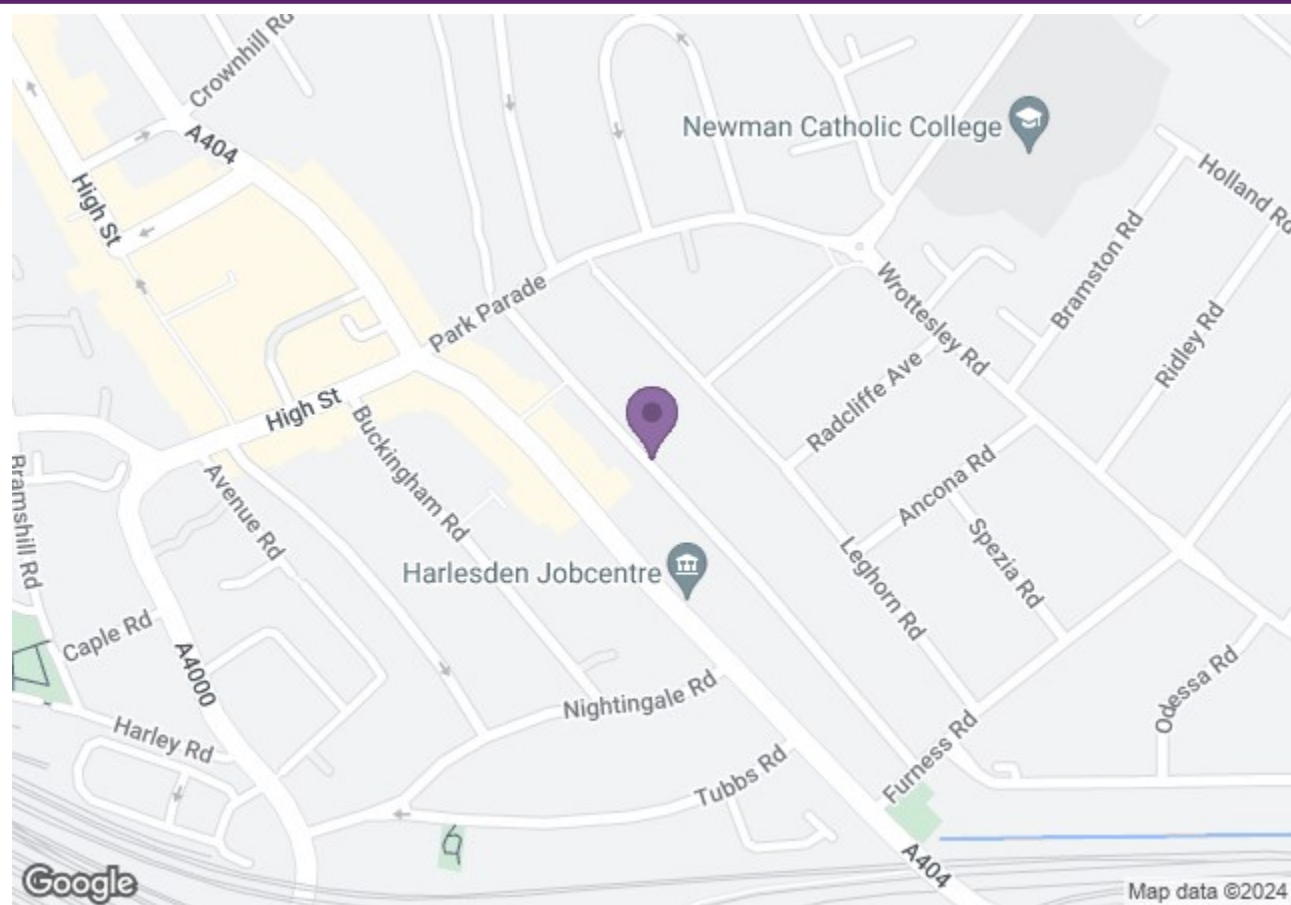 Crownhill Rd
A404
Newman Catholic College
Holland Rd
High St
Bramston Rd
Wrottesley Rd
Park Parade
Ridley Rd
Radcliffe Ave
High St
Buckingham Rd
Ancona Rd
Avenue Rd
Bramshill Rd
Spezia Rd
Leghorn Rd
Harlesden Jobcentre
Caple Rd
A4000
Odessa Rd
Nightingale Rd
Harley Rd
Furness Rd
Tubbs Rd
A404
Google
Map data ©2024